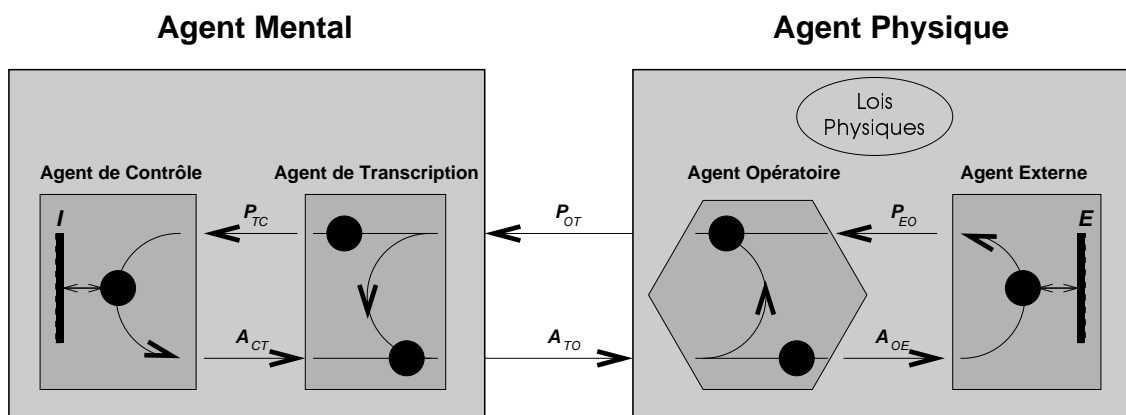 Agent Mental
Agent Physique
Lois
Physiques
Agent de Contrôle
Agent de Transcription
Agent Opératoire
Agent Externe
I
P_TC
P_OT
P_EO
E
A_CT
A_TO
A_OE